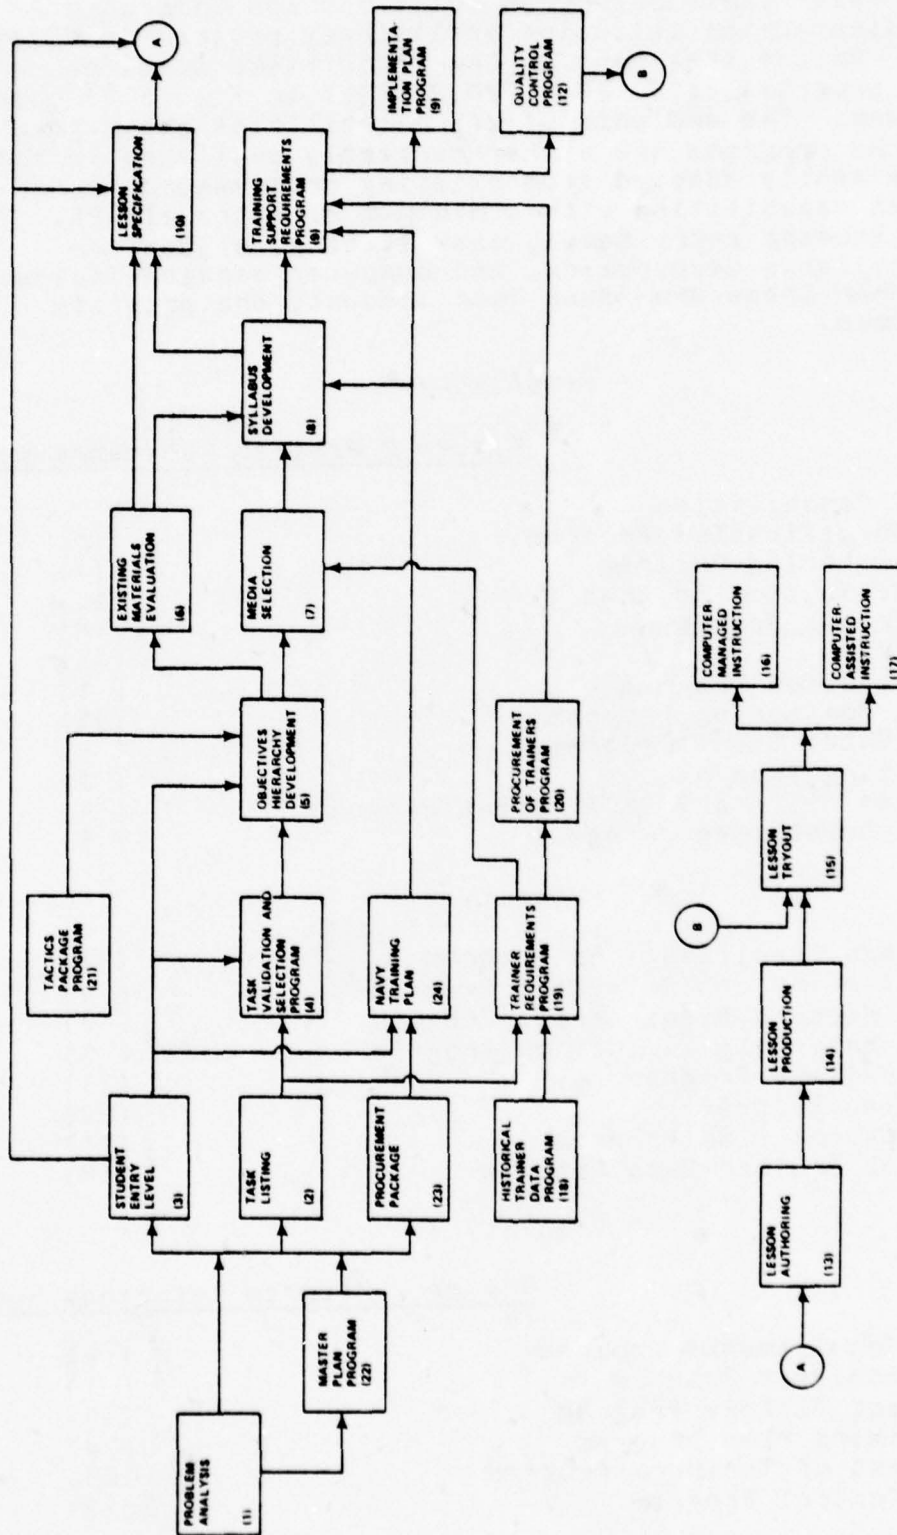 PROBLEM
ANALYSIS
(1)
MASTER
PLAN
PROGRAM
(22)
STUDENT
ENTRY
LEVEL
(3)
TASK
LISTING
(2)
PROCUREMENT
PACKAGE
(23)
HISTORICAL
TRAINER
DATA
PROGRAM
(18)
TACTICS
PACKAGE
PROGRAM
(21)
TASK
VALIDATION AND
SELECTION
PROGRAM
(4)
NAVY
TRAINING
PLAN
(24)
TRAINER
REQUIREMENTS
PROGRAM
(19)
OBJECTIVES
HIERARCHY
DEVELOPMENT
(5)
PROCUREMENT
OF TRAINERS
PROGRAM
(20)
EXISTING
MATERIALS
EVALUATION
(6)
MEDIA
SELECTION
(7)
SYLLABUS
DEVELOPMENT
(8)
LESSON
SPECIFICATION
(10)
TRAINING
SUPPORT
REQUIREMENTS
PROGRAM
(9)
A
IMPLEMENTA-
TION PLAN
PROGRAM
(9)
QUALITY
CONTROL
PROGRAM
(12)
B
A
LESSON
AUTHORING
(13)
LESSON
PRODUCTION
(14)
B
LESSON
TRYOUT
(15)
COMPUTER
MANAGED
INSTRUCTION
(16)
COMPUTER-
ASSISTED
INSTRUCTION
(17)